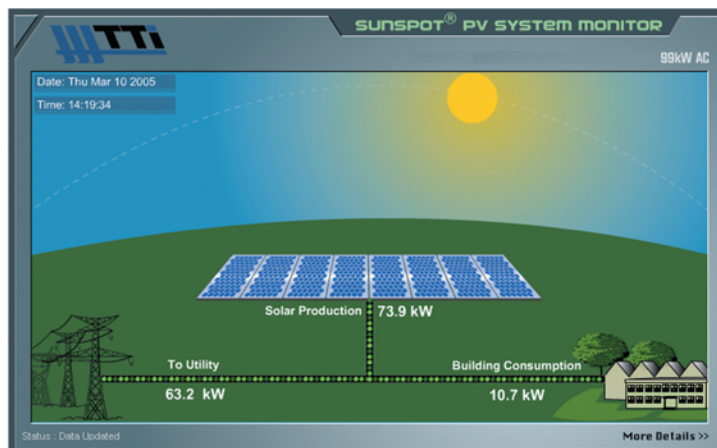 TTi
SUNSPOT® PV SYSTEM MONITOR
99kW AC
Date: Thu Mar 10 2005
Time: 14:19:34
Solar Production 73.9 kW
To Utility
Building Consumption
63.2 kW
10.7 kW
Status : Data Updated
More Details >>